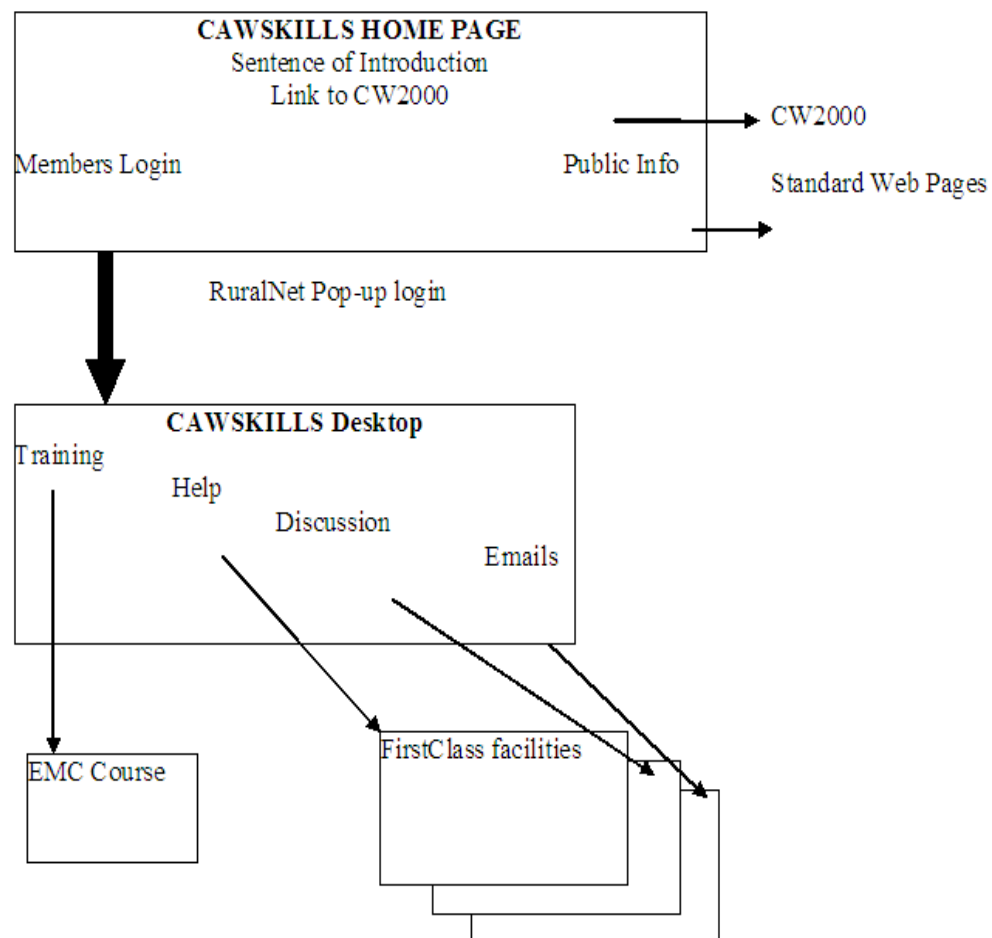 CAWSKILLS HOME PAGE
Sentence of Introduction
Link to CW2000
CW2000
Members Login
Public Info
Standard Web Pages
RuralNet Pop-up login
CAWSKILLS Desktop
Training
Help
Discussion
Emails
FirstClass facilities
EMC Course